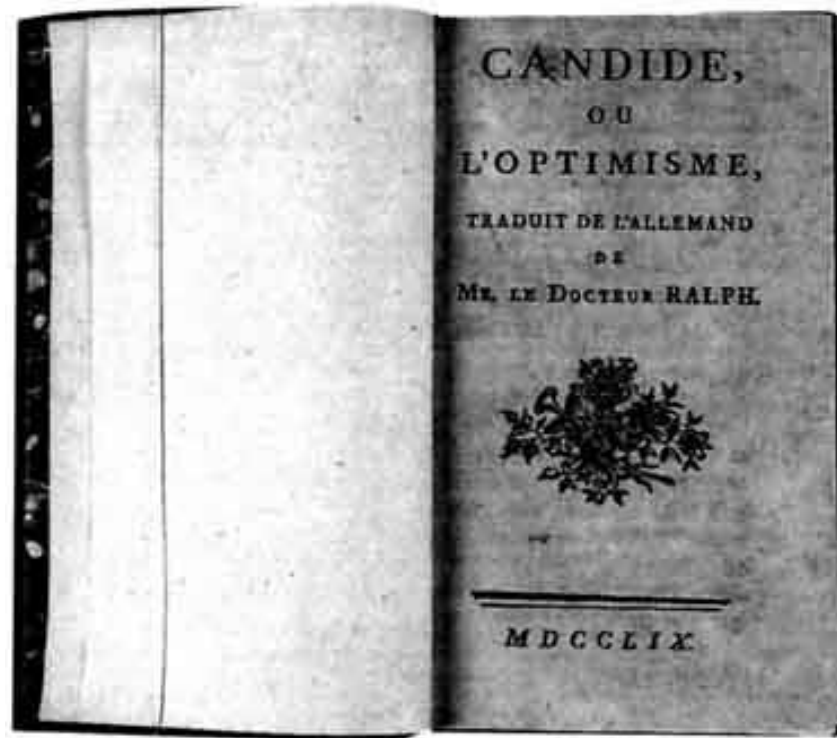 CANDIDE,
OU
L'OPTIMISME,
TRADUIT DE L'ALLEMAND
DE
MR. LE DOCTEUR RALPH.
MDCCLIX.